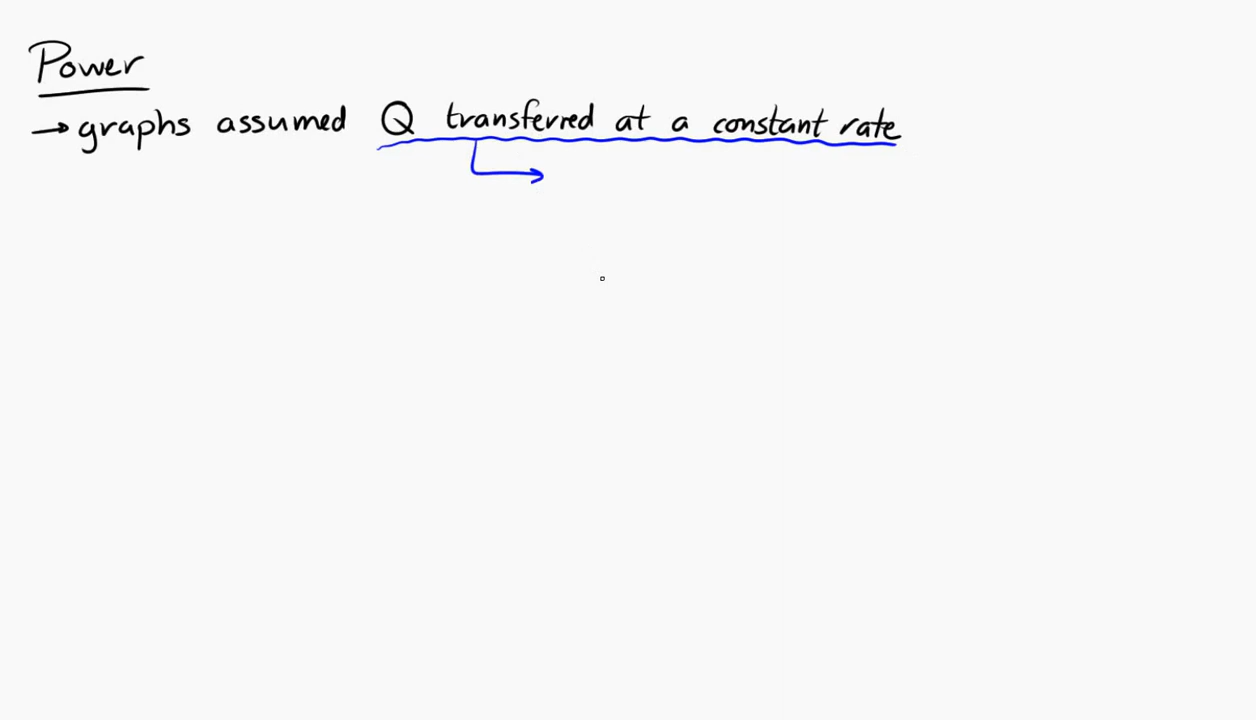 Power
→ graphs assumed Q transferred at a constant rate